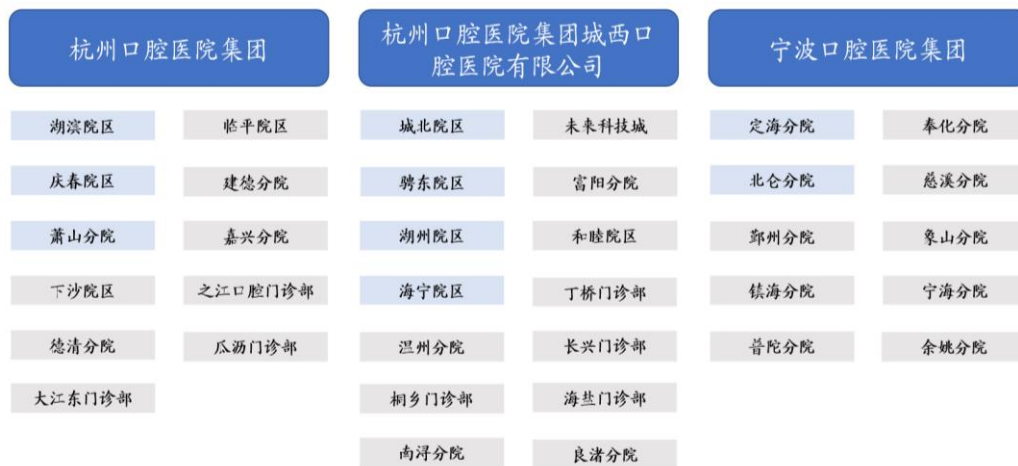 杭州口腔医院集团
湖滨院区
临平院区
庆春院区
建德分院
萧山分院
嘉兴分院
下沙院区
之江口腔门诊部
德清分院
瓜沥门诊部
大江东门诊部
杭州口腔医院集团城西口
腔医院有限公司
城北院区
未来科技城
骋东院区
富阳分院
湖州院区
和睦院区
海宁院区
丁桥门诊部
温州分院
长兴门诊部
桐乡门诊部
海盐门诊部
南浔分院
良渚分院
宁波口腔医院集团
定海分院
奉化分院
北仑分院
慈溪分院
鄞州分院
象山分院
镇海分院
宁海分院
普陀分院
余姚分院